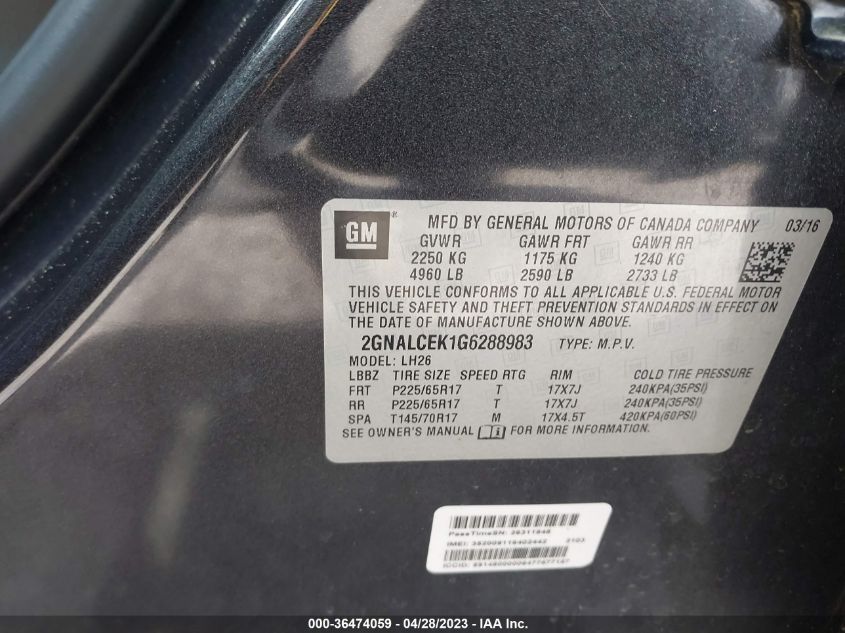 GM ® MFD BY GENERAL MOTORS OF CANADA COMPANY 03/16
GVWR GAWR FRT GAWR RR
2250 KG 1175 KG 1240 KG
4960 LB 2590 LB 2733 LB
THIS VEHICLE CONFORMS TO ALL APPLICABLE U.S. FEDERAL MOTOR
VEHICLE SAFETY AND THEFT PREVENTION STANDARDS IN EFFECT ON
THE DATE OF MANUFACTURE SHOWN ABOVE.
2GNALCEK1G6288983 TYPE: M.P.V.
MODEL: LH26
LBBZ TIRE SIZE SPEED RTG RIM COLD TIRE PRESSURE
FRT P225/65R17 T 17X7J 240KPA(35PSI)
RR P225/65R17 T 17X7J 240KPA(35PSI)
SPA T145/70R17 M 17X4.5T 420KPA(60PSI)
SEE OWNER'S MANUAL FOR MORE INFORMATION.
PassTimeSN:
IMEI: 2103
ICCID:
000-36474059 - 04/28/2023 - IAA Inc.